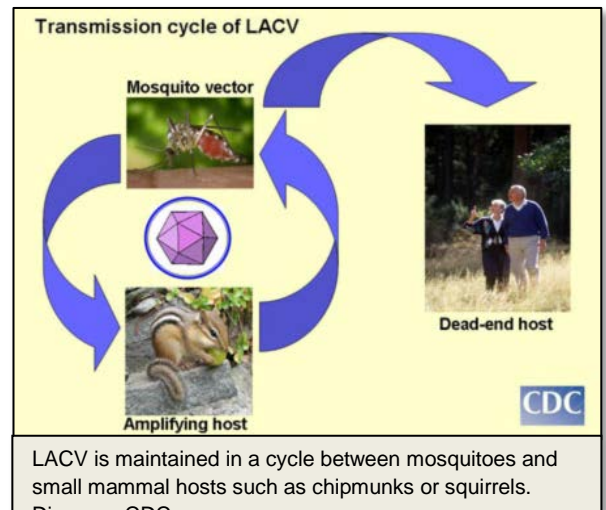 Transmission cycle of LACV
Mosquito vector
Dead-end host
Amplifying host
CDC
LACV is maintained in a cycle between mosquitoes and
small mammal hosts such as chipmunks or squirrels.